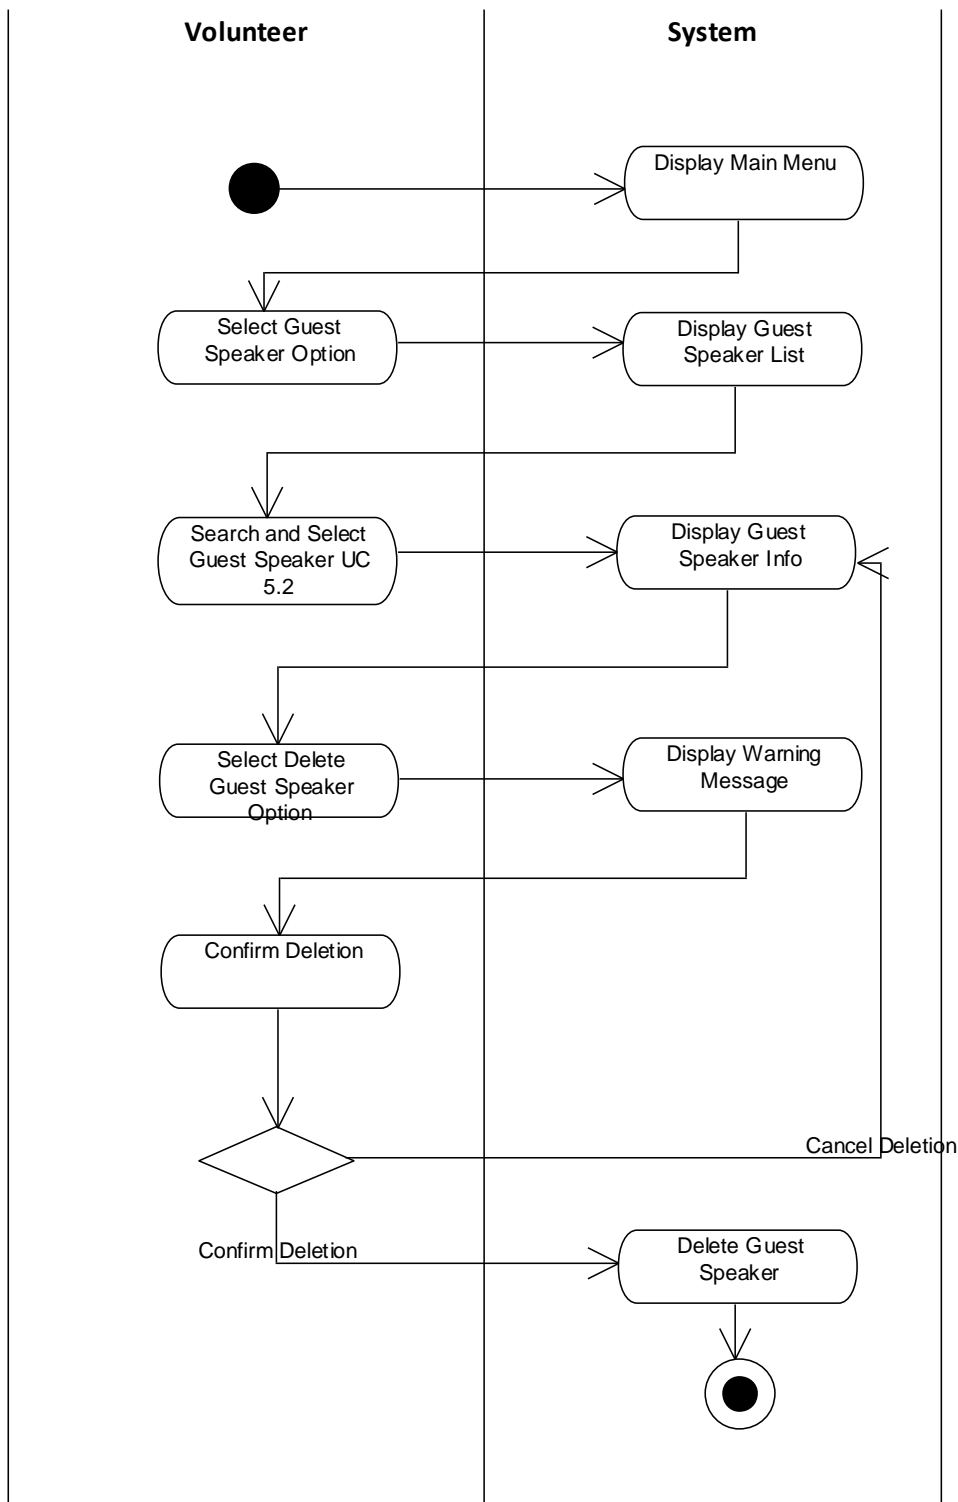 Volunteer
System
Display Main Menu
Select Guest
Speaker Option
Display Guest
Speaker List
Search and Select
Guest Speaker UC
5.2
Display Guest
Speaker Info
Select Delete
Guest Speaker
Option
Display Warning
Message
Confirm Deletion
Cancel Deletion
Confirm Deletion
Delete Guest
Speaker